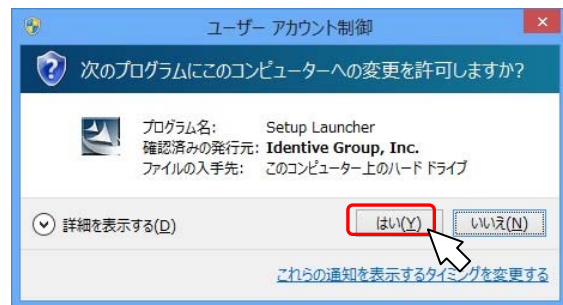 ユーザー アカウント制御
次のプログラムにこのコンピューターへの変更を許可しますか?
プログラム名: Setup Launcher
確認済みの発行元: Identive Group, Inc.
ファイルの入手先: このコンピューター上のハード ドライブ
詳細を表示する(D) はい(Y) いいえ(N)
これらの通知を表示するタイミングを変更する